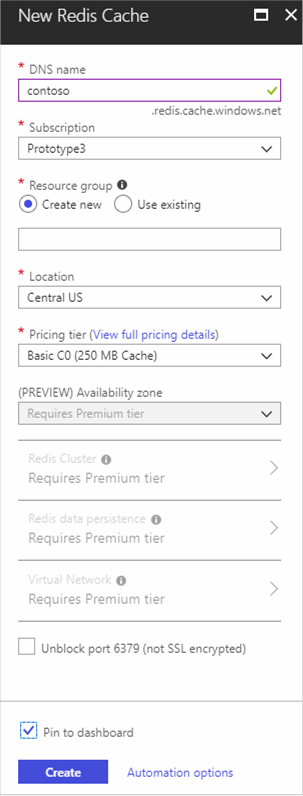 New Redis Cache
* DNS name
contoso
.redis.cache.windows.net
* Subscription
Prototype3
* Resource group
Create new Use existing
* Location
Central US
* Pricing tier (View full pricing details)
Basic C0 (250 MB Cache)
(PREVIEW) Availability zone
Requires Premium tier
Redis Cluster
Requires Premium tier
Redis data persistence
Requires Premium tier
Virtual Network
Requires Premium tier
Unblock port 6379 (not SSL encrypted)
Pin to dashboard
Create Automation options